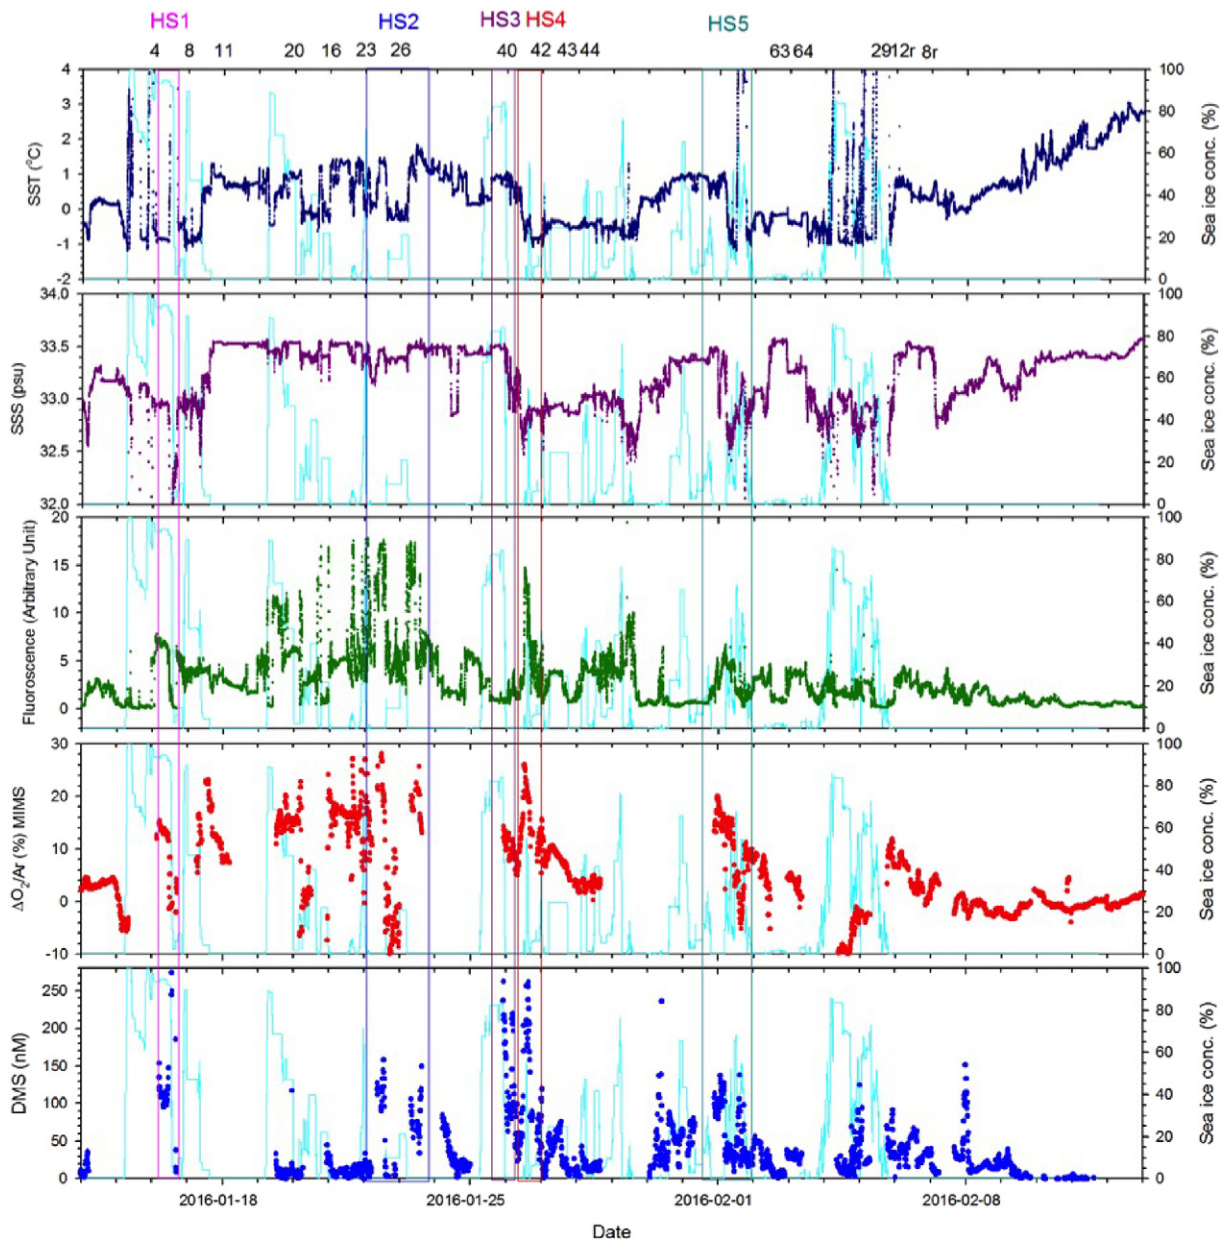 HS1 HS2 HS3 HS4 HS5
4 8 11 20 16 23 26 40 42 43 44 63 64 2912r 8r
4 3 2 1 0 -1 -2
SST (°C)
100 80 60 40 20 0
Sea ice conc. (%)
34.0 33.5 33.0 32.5 32.0
SSS (psu)
100 80 60 40 20 0
Sea ice conc. (%)
20 15 10 5 0
Fluorescence (Arbitrary Unit)
100 80 60 40 20 0
Sea ice conc. (%)
30 20 10 0 -10
ΔO₂/Ar (%) MIMS
100 80 60 40 20 0
Sea ice conc. (%)
250 200 150 100 50 0
DMS (nM)
100 80 60 40 20 0
Sea ice conc. (%)
2016-01-18 2016-01-25 2016-02-01 2016-02-08
Date